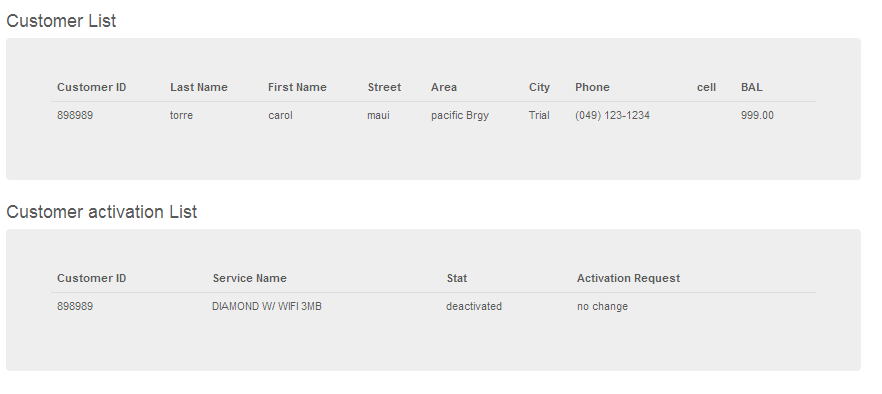 Customer List
Customer ID Last Name First Name Street Area City Phone cell BAL
898989 torre carol maui pacific Brgy Trial (049) 123-1234 999.00
Customer activation List
Customer ID Service Name Stat Activation Request
898989 DIAMOND W/ WIFI 3MB deactivated no change